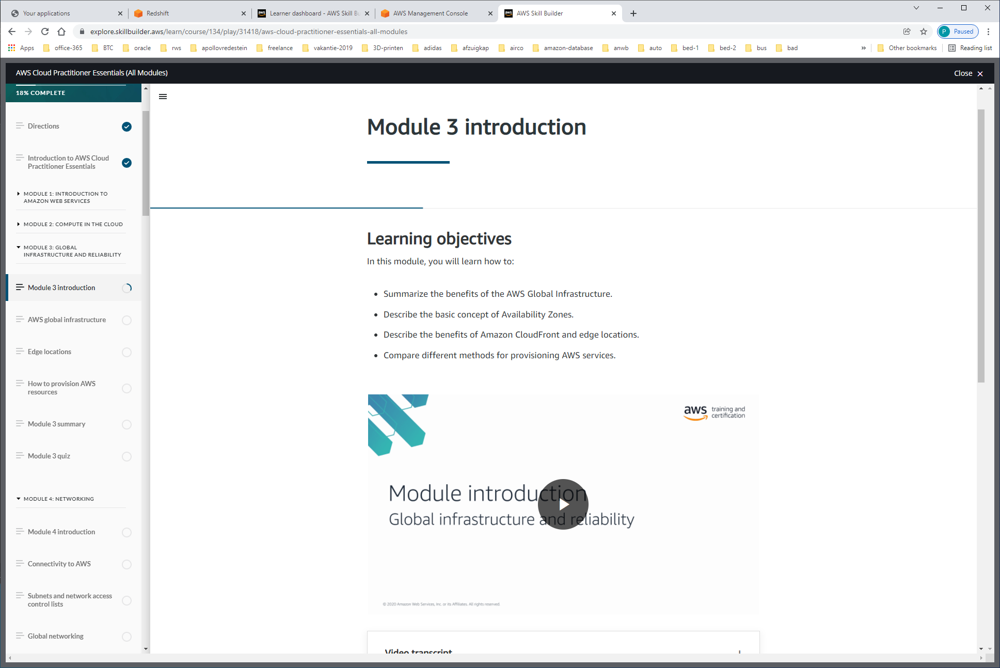 Your applications
Redshift
Learner dashboard - AWS Skill Bu
AWS Management Console
AWS Skill Builder
explore.skillbuilder.aws/learn/course/134/play/31418/aws-cloud-practitioner-essentials-all-modules
P Paused
Apps office-365 BTC oracle rws apollovredestein freelance vakantie-2019 3D-printen adidas afzuigkap airco amazon-database anwb auto bed-1 bed-2 bus bad » Other bookmarks Reading list
AWS Cloud Practitioner Essentials (All Modules)
Close
18% COMPLETE
Directions
Introduction to AWS Cloud
Practitioner Essentials
MODULE 1: INTRODUCTION TO
AMAZON WEB SERVICES
MODULE 2: COMPUTE IN THE CLOUD
MODULE 3: GLOBAL
INFRASTRUCTURE AND RELIABILITY
Module 3 introduction
AWS global infrastructure
Edge locations
How to provision AWS
resources
Module 3 summary
Module 3 quiz
MODULE 4: NETWORKING
Module 4 introduction
Connectivity to AWS
Subnets and network access
control lists
Global networking
Module 3 introduction
Learning objectives
In this module, you will learn how to:
• Summarize the benefits of the AWS Global Infrastructure.
• Describe the basic concept of Availability Zones.
• Describe the benefits of Amazon CloudFront and edge locations.
• Compare different methods for provisioning AWS services.
aws training and
certification
Module introduction
Global infrastructure and reliability
© 2020 Amazon Web Services, Inc. or its Affiliates. All rights reserved.
Video transcript